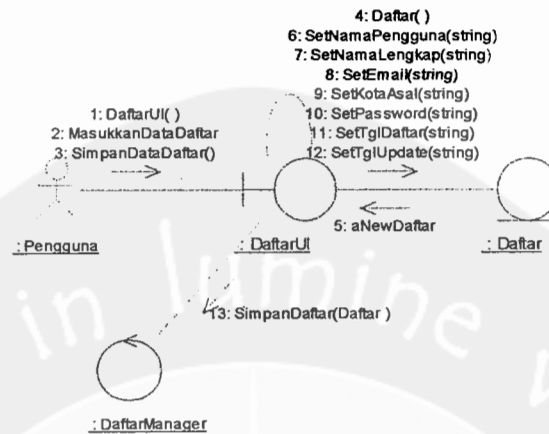 4: Daftar( )
6: SetNamaPengguna(string)
7: SetNamaLengkap(string)
8: SetEmail(string)
9: SetKotaAsal(string)
10: SetPassword(string)
11: SetTglDaftar(string)
12: SetTglUpdate(string)
1: DaftarUI( )
2: MasukkanDataDaftar
3: SimpanDataDaftar()
5: aNewDaftar
: Pengguna
: DaftarUI
: Daftar
13: SimpanDaftar(Daftar )
: DaftarManager
in lumine